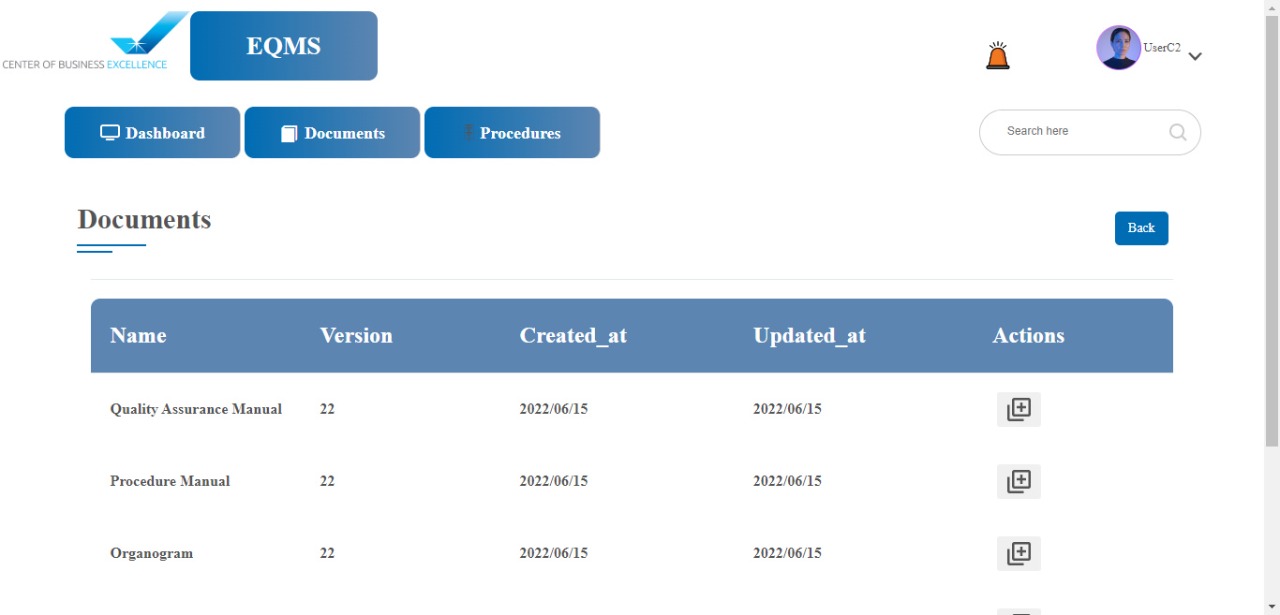 CENTER OF BUSINESS EXCELLENCE
EQMS
UserC2
Dashboard
Documents
Procedures
Search here
Documents
Back
Name Version Created_at Updated_at Actions
Quality Assurance Manual 22 2022/06/15 2022/06/15
Procedure Manual 22 2022/06/15 2022/06/15
Organogram 22 2022/06/15 2022/06/15